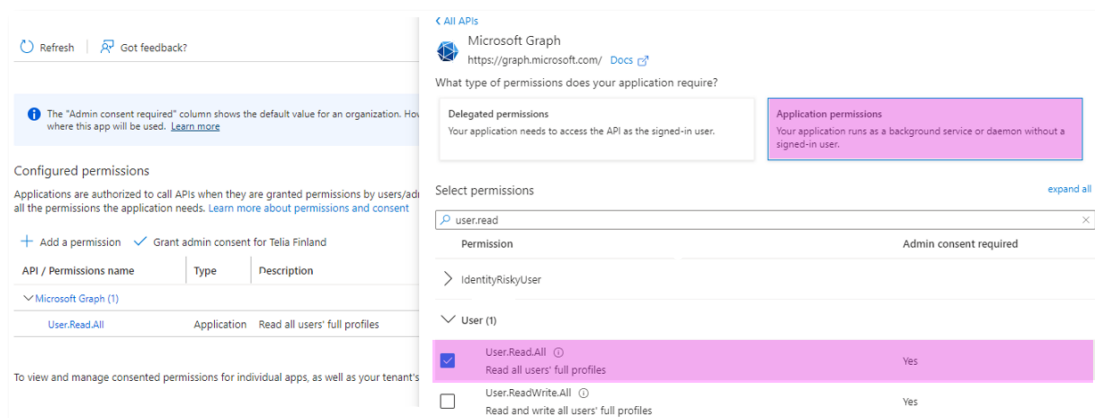 Refresh
Got feedback?
The "Admin consent required" column shows the default value for an organization. Hov
where this app will be used. Learn more
Configured permissions
Applications are authorized to call APIs when they are granted permissions by users/adı
all the permissions the application needs. Learn more about permissions and consent
Add a permission
Grant admin consent for Telia Finland
API / Permissions name
Type
Description
Microsoft Graph (1)
User.Read.All
Application
Read all users' full profiles
To view and manage consented permissions for individual apps, as well as your tenant's
All APIs
Microsoft Graph
https://graph.microsoft.com/ Docs
What type of permissions does your application require?
Delegated permissions
Your application needs to access the API as the signed-in user.
Application permissions
Your application runs as a background service or daemon without a
signed-in user.
Select permissions
expand all
user.read
Permission
Admin consent required
IdentityRiskyUser
User (1)
User.Read.All
Read all users' full profiles
Yes
User.ReadWrite.All
Read and write all users' full profiles
Yes